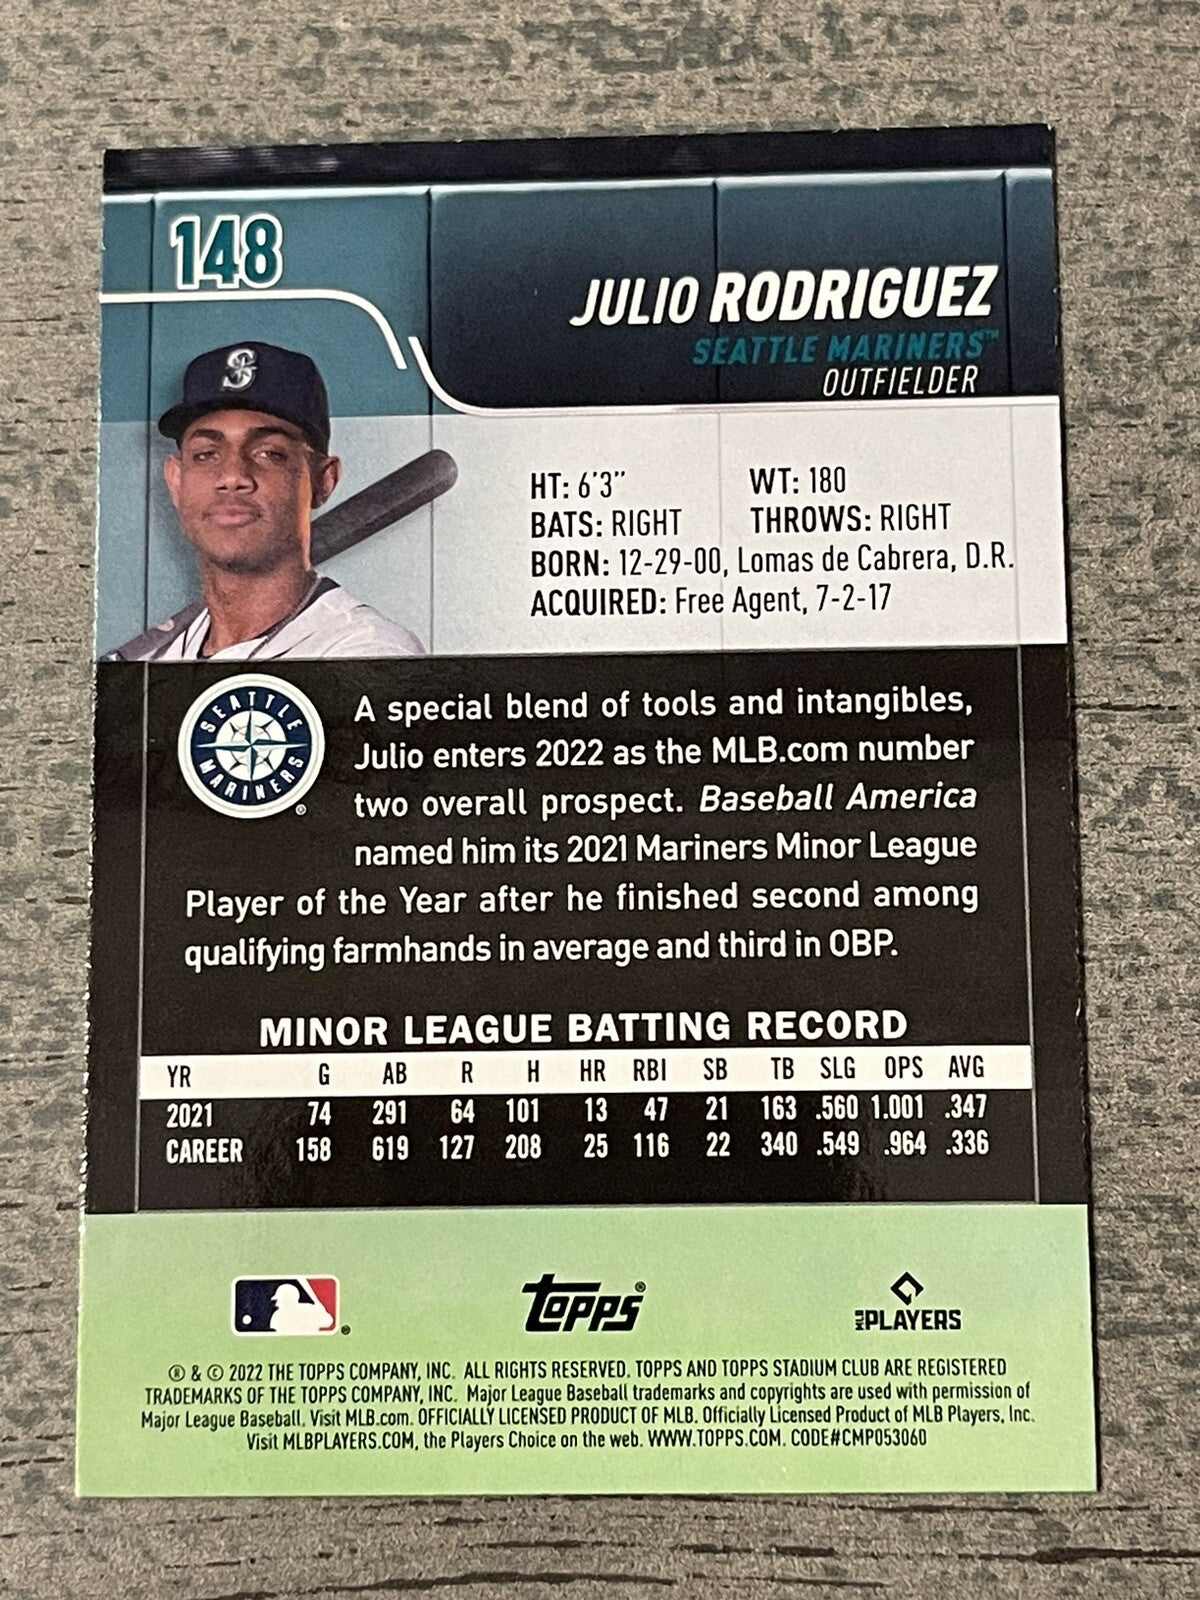 148
JULIO RODRIGUEZ
SEATTLE MARINERS™
OUTFIELDER
S
HT: 6'3" WT: 180
BATS: RIGHT THROWS: RIGHT
BORN: 12-29-00, Lomas de Cabrera, D.R.
ACQUIRED: Free Agent, 7-2-17
SEATTLE MARINERS ®
A special blend of tools and intangibles,
Julio enters 2022 as the MLB.com number
two overall prospect. Baseball America
named him its 2021 Mariners Minor League
Player of the Year after he finished second among
qualifying farmhands in average and third in OBP.
MINOR LEAGUE BATTING RECORD
YR G AB R H HR RBI SB TB SLG OPS AVG
2021 74 291 64 101 13 47 21 163 .560 1.001 .347
CAREER 158 619 127 208 25 116 22 340 .549 .964 .336
® topps® MLB PLAYERS
® & © 2022 THE TOPPS COMPANY, INC. ALL RIGHTS RESERVED. TOPPS AND TOPPS STADIUM CLUB ARE REGISTERED
TRADEMARKS OF THE TOPPS COMPANY, INC. Major League Baseball trademarks and copyrights are used with permission of
Major League Baseball. Visit MLB.com. OFFICIALLY LICENSED PRODUCT OF MLB. Officially Licensed Product of MLB Players, Inc.
Visit MLBPLAYERS.COM, the Players Choice on the web. WWW.TOPPS.COM. CODE#CMP053060